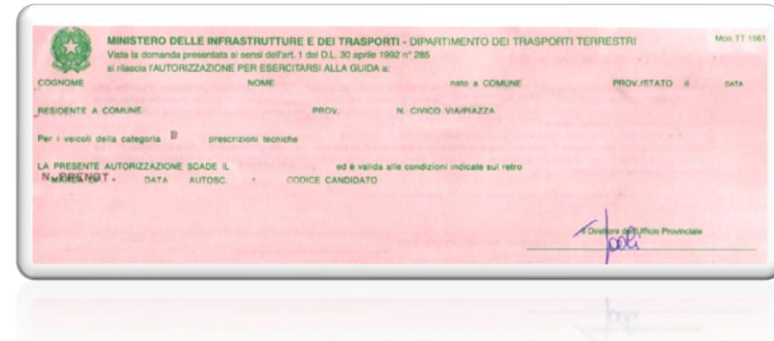 MINISTERO DELLE INFRASTRUTTURE E DEI TRASPORTI - DIPARTIMENTO DEI TRASPORTI TERRESTRI Mod. TT 1561
Vista la domanda presentata ai sensi dell'art. 1 del D.L. 30 aprile 1992 n° 285
si rilascia l'AUTORIZZAZIONE PER ESERCITARSI ALLA GUIDA a:
COGNOME NOME nato a COMUNE PROV./STATO il DATA
RESIDENTE A COMUNE PROV. N. CIVICO VIA/PIAZZA
Per i veicoli della categoria B prescrizioni tecniche
LA PRESENTE AUTORIZZAZIONE SCADE IL ed è valida alle condizioni indicate sul retro
N. PRENOT. DATA AUTOSC. CODICE CANDIDATO
Il Direttore dell'Ufficio Provinciale